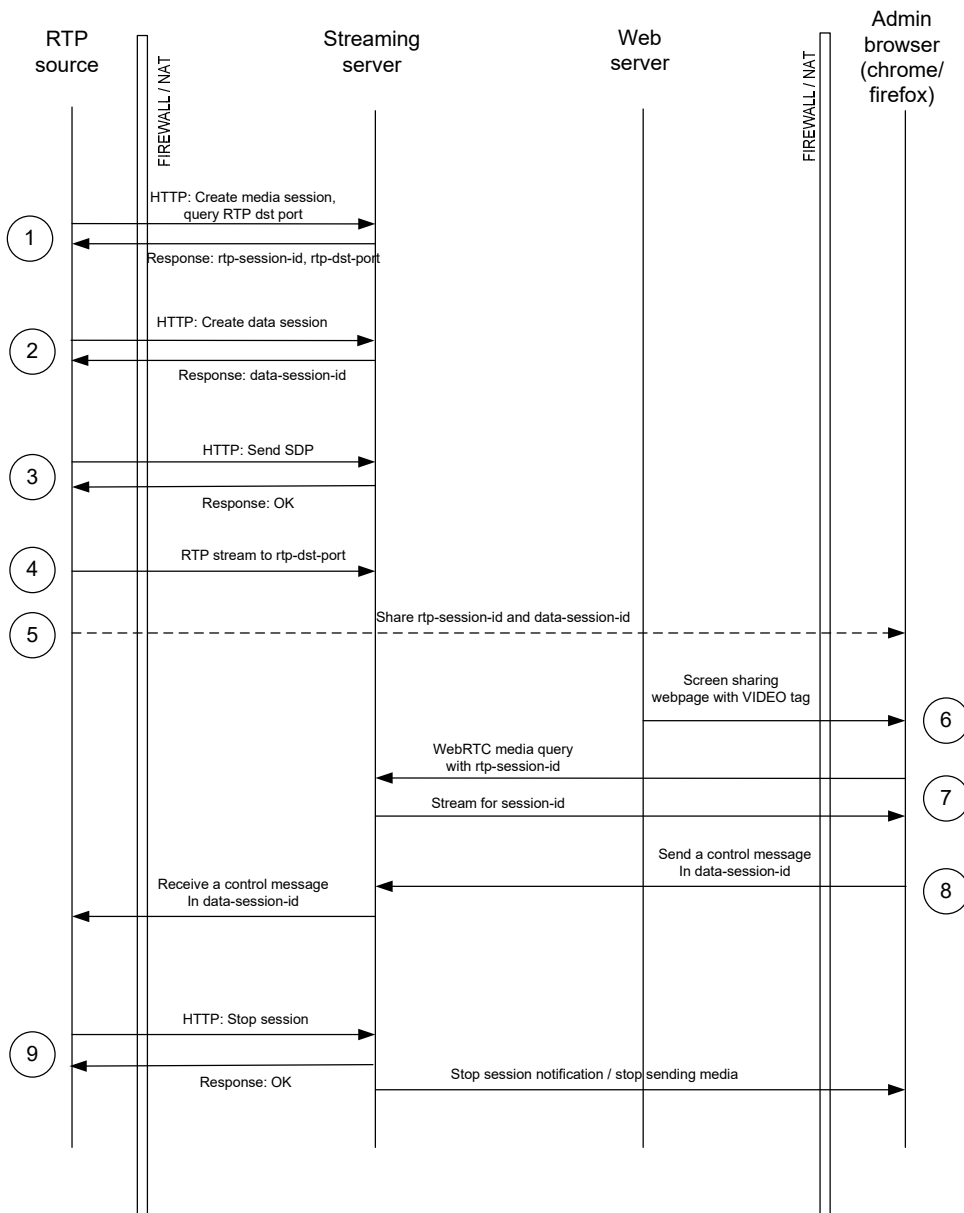 RTP
source
Streaming
server
Web
server
Admin
browser
(chrome/
firefox)
FIREWALL / NAT
FIREWALL / NAT
HTTP: Create media session,
query RTP dst port
1
Response: rtp-session-id, rtp-dst-port
HTTP: Create data session
2
Response: data-session-id
HTTP: Send SDP
3
Response: OK
RTP stream to rtp-dst-port
4
Share rtp-session-id and data-session-id
5
Screen sharing
webpage with VIDEO tag
6
WebRTC media query
with rtp-session-id
7
Stream for session-id
Send a control message
In data-session-id
8
Receive a control message
In data-session-id
HTTP: Stop session
9
Response: OK
Stop session notification / stop sending media